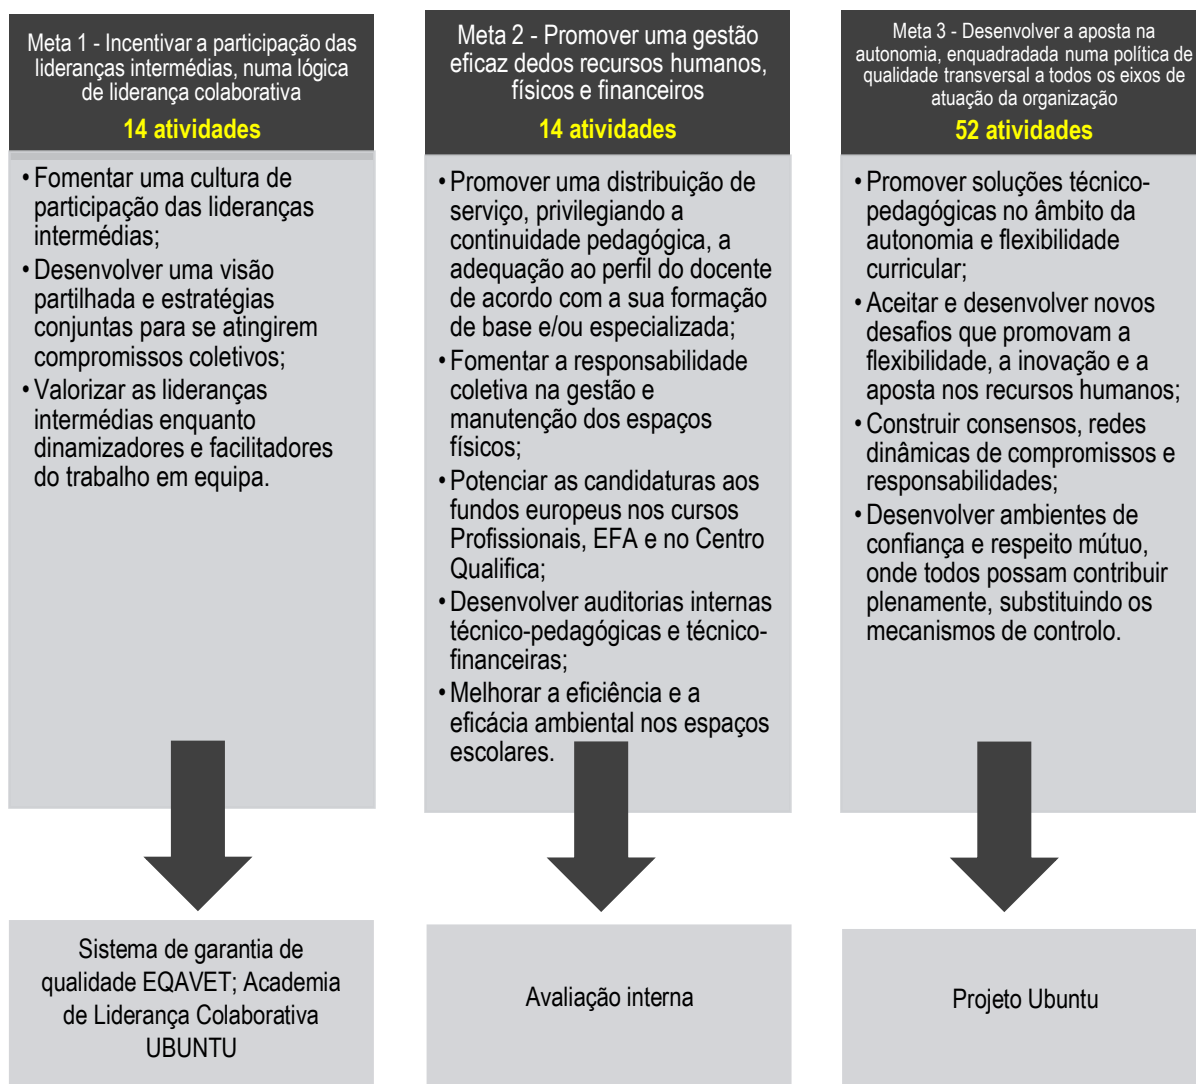 Meta 1 - Incentivar a participação das
lideranças intermédias, numa lógica
de liderança colaborativa
14 atividades
• Fomentar uma cultura de
participação das lideranças
intermédias;
• Desenvolver uma visão
partilhada e estratégias
conjuntas para se atingirem
compromissos coletivos;
• Valorizar as lideranças
intermédias enquanto
dinamizadores e facilitadores
do trabalho em equipa.
Sistema de garantia de
qualidade EQAVET; Academia
de Liderança Colaborativa
UBUNTU
Meta 2 - Promover uma gestão
eficaz dedos recursos humanos,
físicos e financeiros
14 atividades
• Promover uma distribuição de
serviço, privilegiando a
continuidade pedagógica, a
adequação ao perfil do docente
de acordo com a sua formação
de base e/ou especializada;
• Fomentar a responsabilidade
coletiva na gestão e
manutenção dos espaços
físicos;
• Potenciar as candidaturas aos
fundos europeus nos cursos
Profissionais, EFA e no Centro
Qualifica;
• Desenvolver auditorias internas
técnico-pedagógicas e técnico-
financeiras;
• Melhorar a eficiência e a
eficácia ambiental nos espaços
escolares.
Avaliação interna
Meta 3 - Desenvolver a aposta na
autonomia, enquadradada numa política de
qualidade transversal a todos os eixos de
atuação da organização
52 atividades
• Promover soluções técnico-
pedagógicas no âmbito da
autonomia e flexibilidade
curricular;
• Aceitar e desenvolver novos
desafios que promovam a
flexibilidade, a inovação e a
aposta nos recursos humanos;
• Construir consensos, redes
dinâmicas de compromissos e
responsabilidades;
• Desenvolver ambientes de
confiança e respeito mútuo,
onde todos possam contribuir
plenamente, substituindo os
mecanismos de controlo.
Projeto Ubuntu